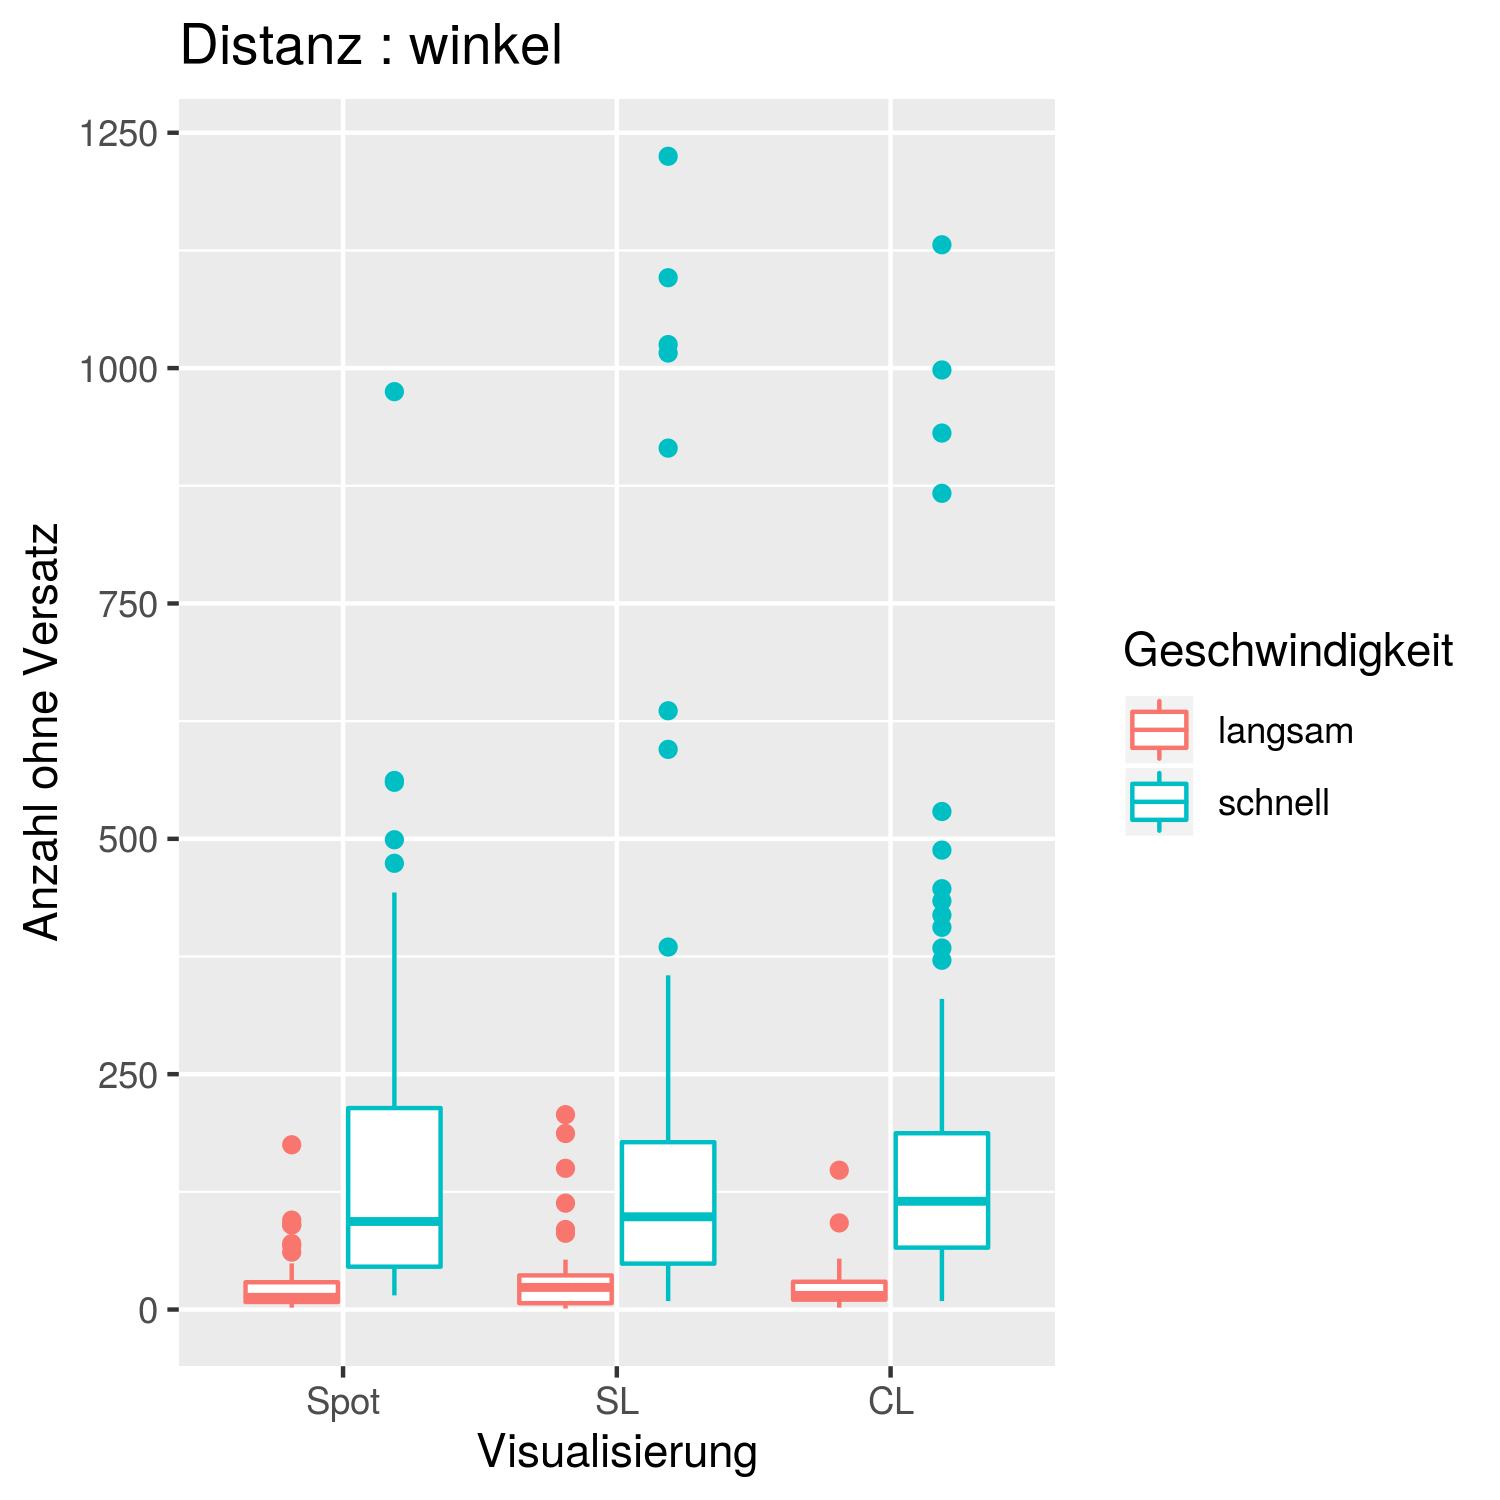 Distanz : winkel
Anzahl ohne Versatz
1250
1000
750
500
250
0
Spot SL CL
Visualisierung
Geschwindigkeit
langsam
schnell